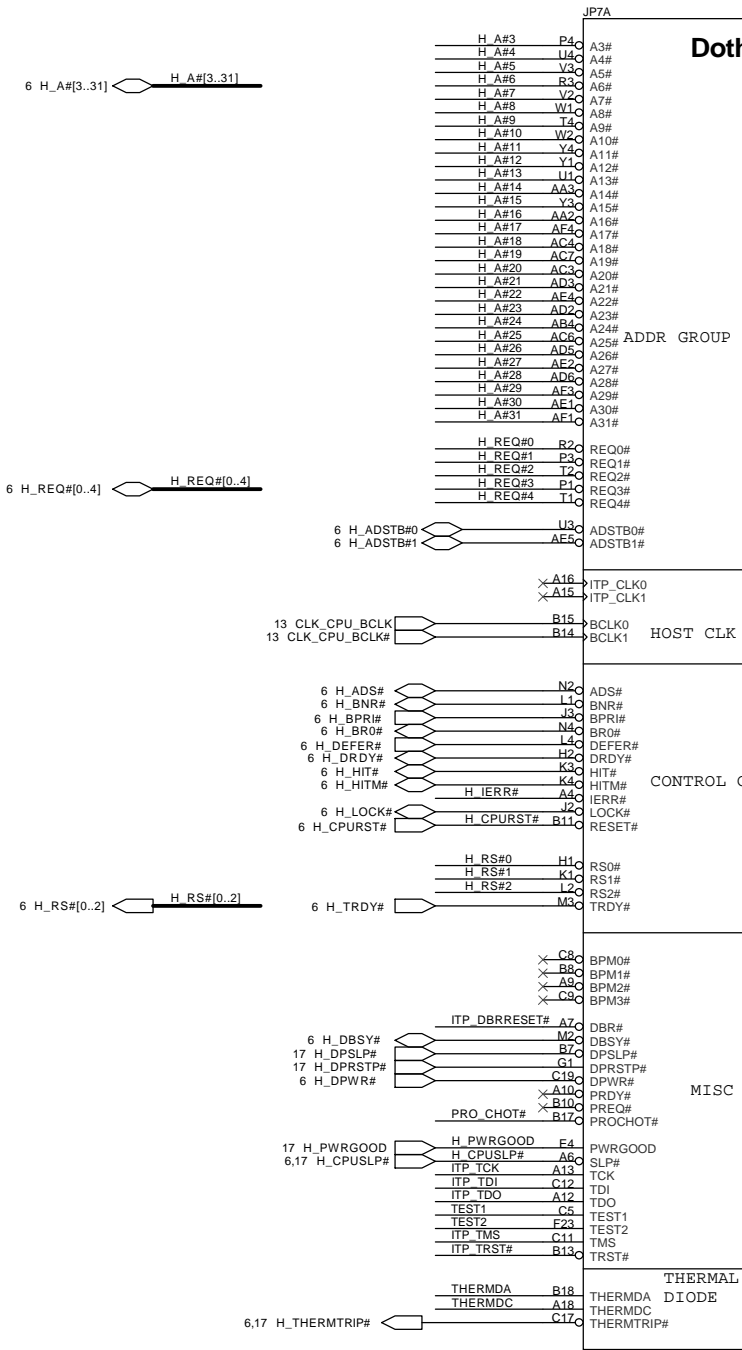 JP7A
Doth
6 H_A#[3..31] H_A#[3..31]
H_A#3 P4 A3#
H_A#4 U4 A4#
H_A#5 V3 A5#
H_A#6 R3 A6#
H_A#7 V2 A7#
H_A#8 W1 A8#
H_A#9 T4 A9#
H_A#10 W2 A10#
H_A#11 Y4 A11#
H_A#12 Y1 A12#
H_A#13 U1 A13#
H_A#14 AA3 A14#
H_A#15 Y3 A15#
H_A#16 AA2 A16#
H_A#17 AF4 A17#
H_A#18 AC4 A18#
H_A#19 AC7 A19#
H_A#20 AC3 A20#
H_A#21 AD3 A21#
H_A#22 AE4 A22#
H_A#23 AD2 A23#
H_A#24 AB4 A24#
H_A#25 AC6 A25# ADDR GROUP
H_A#26 AD5 A26#
H_A#27 AE2 A27#
H_A#28 AD6 A28#
H_A#29 AF3 A29#
H_A#30 AE1 A30#
H_A#31 AF1 A31#
H_REQ#0 R2 REQ0#
H_REQ#1 P3 REQ1#
H_REQ#2 T2 REQ2#
6 H_REQ#[0..4] H_REQ#[0..4] H_REQ#3 P1 REQ3#
H_REQ#4 T1 REQ4#
6 H_ADSTB#0 U3 ADSTB0#
6 H_ADSTB#1 AE5 ADSTB1#
A16 ITP_CLK0
A15 ITP_CLK1
13 CLK_CPU_BCLK B15 BCLK0
13 CLK_CPU_BCLK# B14 BCLK1 HOST CLK
6 H_ADS# N2 ADS#
6 H_BNR# L1 BNR#
6 H_BPRI# J3 BPRI#
6 H_BR0# N4 BR0#
6 H_DEFER# L4 DEFER#
6 H_DRDY# H2 DRDY#
6 H_HIT# K3 HIT#
6 H_HITM# K4 HITM# CONTROL
H_IERR# A4 IERR#
6 H_LOCK# J2 LOCK#
6 H_CPURST# H_CPURST# B11 RESET#
H_RS#0 H1 RS0#
H_RS#1 K1 RS1#
H_RS#2 L2 RS2#
6 H_RS#[0..2] H_RS#[0..2] 6 H_TRDY# M3 TRDY#
C8 BPM0#
B8 BPM1#
A9 BPM2#
C9 BPM3#
ITP_DBRRESET# A7 DBR#
6 H_DBSY# M2 DBSY#
17 H_DPSLP# B7 DPSLP#
17 H_DPRSTP# G1 DPRSTP#
6 H_DPWR# C19 DPWR#
A10 PRDY# MISC
B10 PREQ#
PRO_CHOT# B17 PROCHOT#
17 H_PWRGOOD H_PWRGOOD E4 PWRGOOD
6,17 H_CPUSLP# H_CPUSLP# A6 SLP#
ITP_TCK A13 TCK
ITP_TDI C12 TDI
ITP_TDO A12 TDO
TEST1 C5 TEST1
TEST2 F23 TEST2
ITP_TMS C11 TMS
ITP_TRST# B13 TRST#
THERMAL
DIODE
THERMDA B18 THERMDA
THERMDC A18 THERMDC
6,17 H_THERMTRIP# C17 THERMTRIP#